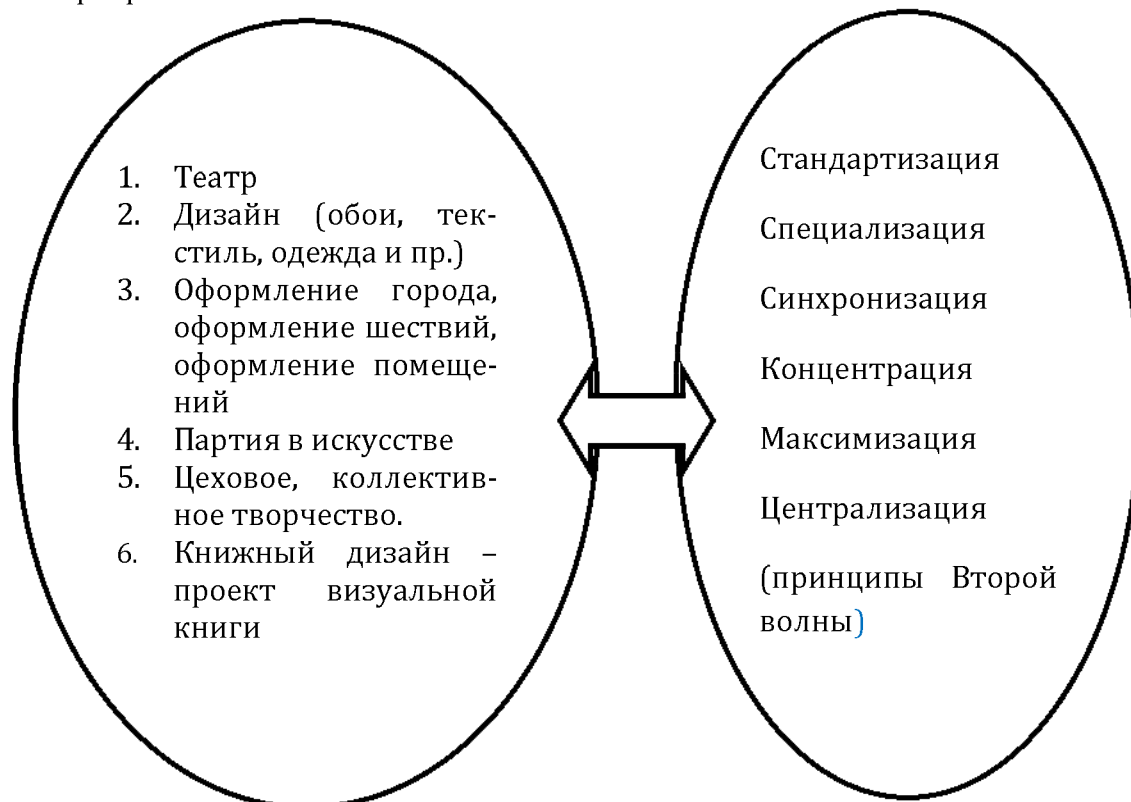 1. Театр
2. Дизайн (обои, тек-
стиль, одежда и пр.)
3. Оформление города,
оформление шествий,
оформление помеще-
ний
4. Партия в искусстве
5. Цеховое, коллектив-
ное творчество.
6. Книжный дизайн –
проект визуальной
книги
Стандартизация
Специализация
Синхронизация
Концентрация
Максимизация
Централизация
(принципы Второй
волны)